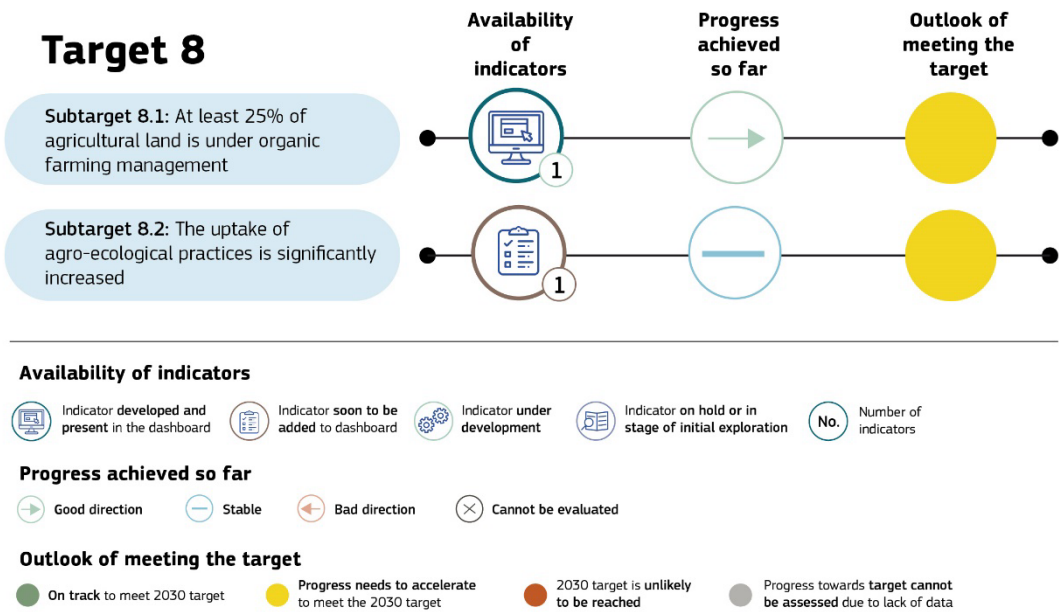 Target 8
Availability
of
indicators
Progress
achieved
so far
Outlook of
meeting the
target
Subtarget 8.1: At least 25% of
agricultural land is under organic
farming management
1
Subtarget 8.2: The uptake of
agro-ecological practices is significantly
increased
1
Availability of indicators
Indicator developed and
present in the dashboard
Indicator soon to be
added to dashboard
Indicator under
development
Indicator on hold or in
stage of initial exploration
No.
Number of
indicators
Progress achieved so far
Good direction
Stable
Bad direction
Cannot be evaluated
Outlook of meeting the target
On track to meet 2030 target
Progress needs to accelerate
to meet the 2030 target
2030 target is unlikely
to be reached
Progress towards target cannot
be assessed due to lack of data